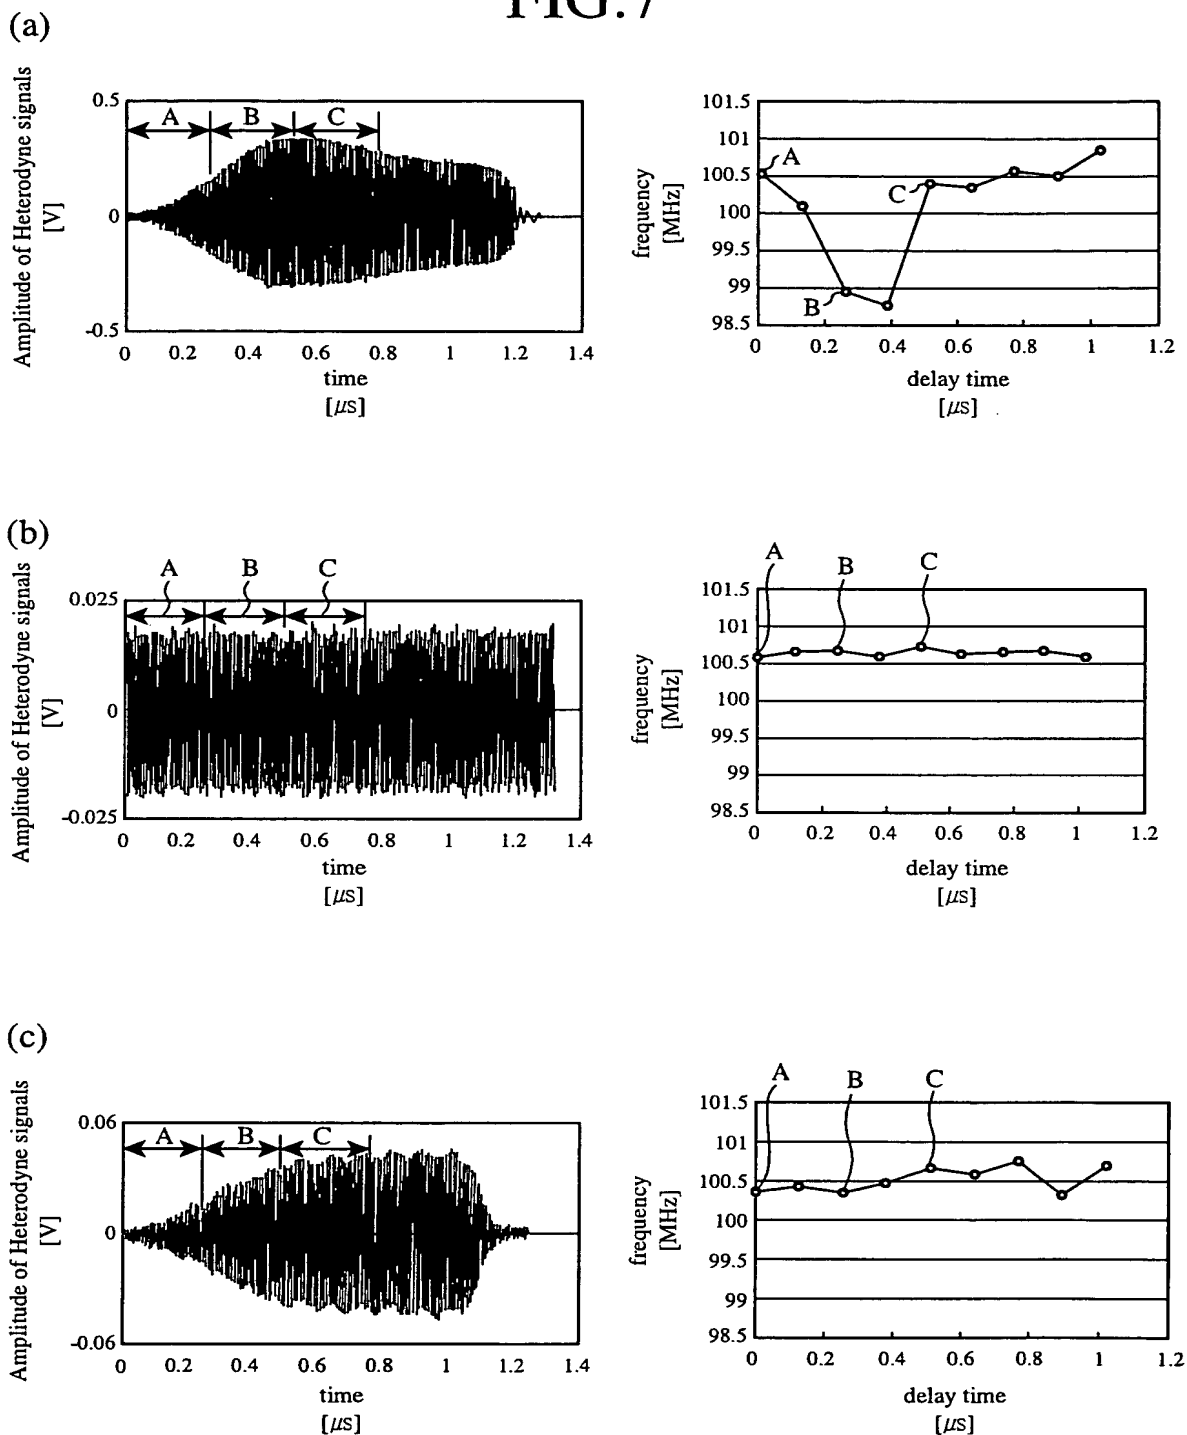 FIG.7
(a)
Amplitude of Heterodyne signals
[V]
0.5
0
-0.5
A B C
0 0.2 0.4 0.6 0.8 1 1.2 1.4
time
[μs]
frequency
[MHz]
101.5
101
100.5
100
99.5
99
98.5
A
B
C
0 0.2 0.4 0.6 0.8 1 1.2
delay time
[μs]
(b)
Amplitude of Heterodyne signals
[V]
0.025
0
-0.025
A B C
0 0.2 0.4 0.6 0.8 1 1.2 1.4
time
[μs]
frequency
[MHz]
101.5
101
100.5
100
99.5
99
98.5
A B C
0 0.2 0.4 0.6 0.8 1 1.2
delay time
[μs]
(c)
Amplitude of Heterodyne signals
[V]
0.06
0
-0.06
A B C
0 0.2 0.4 0.6 0.8 1 1.2 1.4
time
[μs]
frequency
[MHz]
101.5
101
100.5
100
99.5
99
98.5
A B C
0 0.2 0.4 0.6 0.8 1 1.2
delay time
[μs]